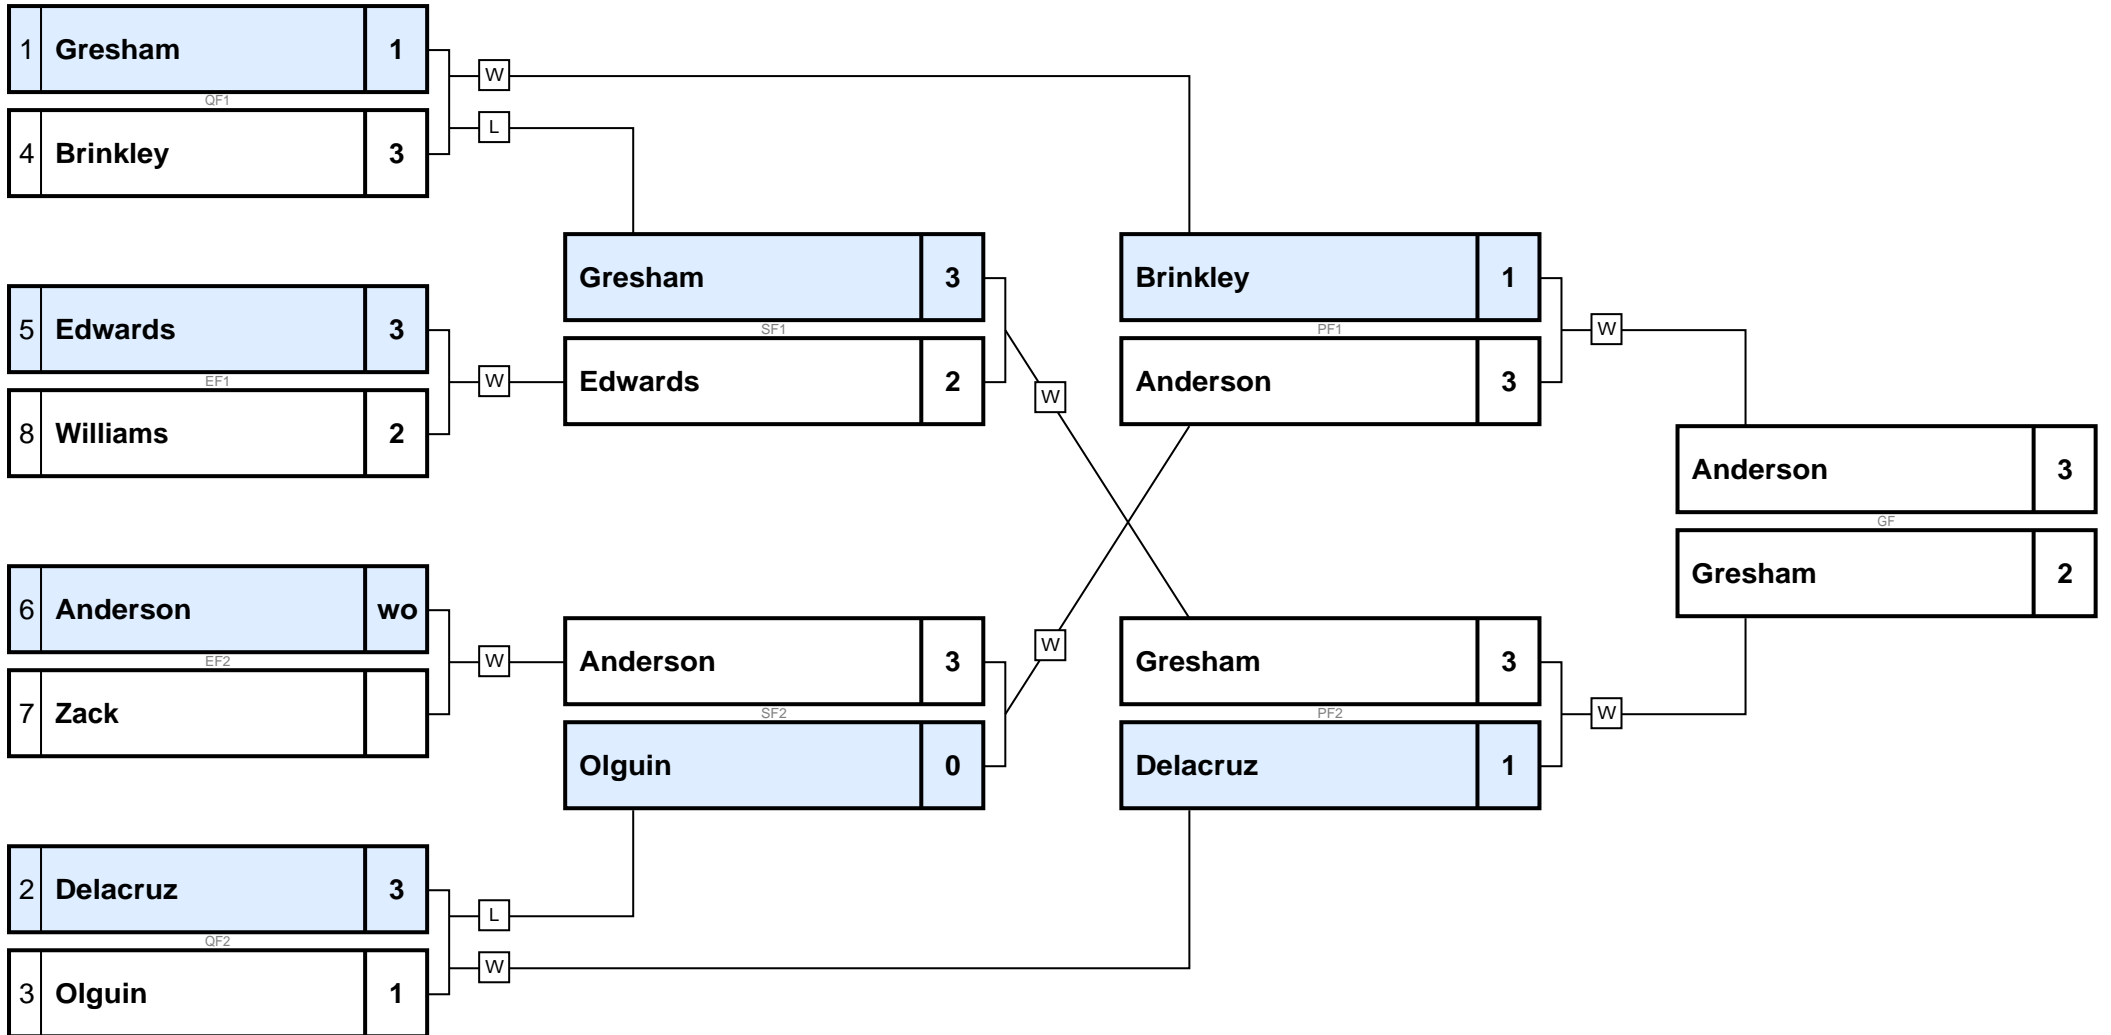 1 Gresham 1
QF1
4 Brinkley 3
W
L
5 Edwards 3
EF1
8 Williams 2
W
6 Anderson wo
EF2
7 Zack
W
2 Delacruz 3
QF2
3 Olguin 1
L
W
Gresham 3
SF1
Edwards 2
W
Anderson 3
SF2
Olguin 0
W
Brinkley 1
PF1
Anderson 3
W
Gresham 3
PF2
Delacruz 1
W
Anderson 3
GF
Gresham 2